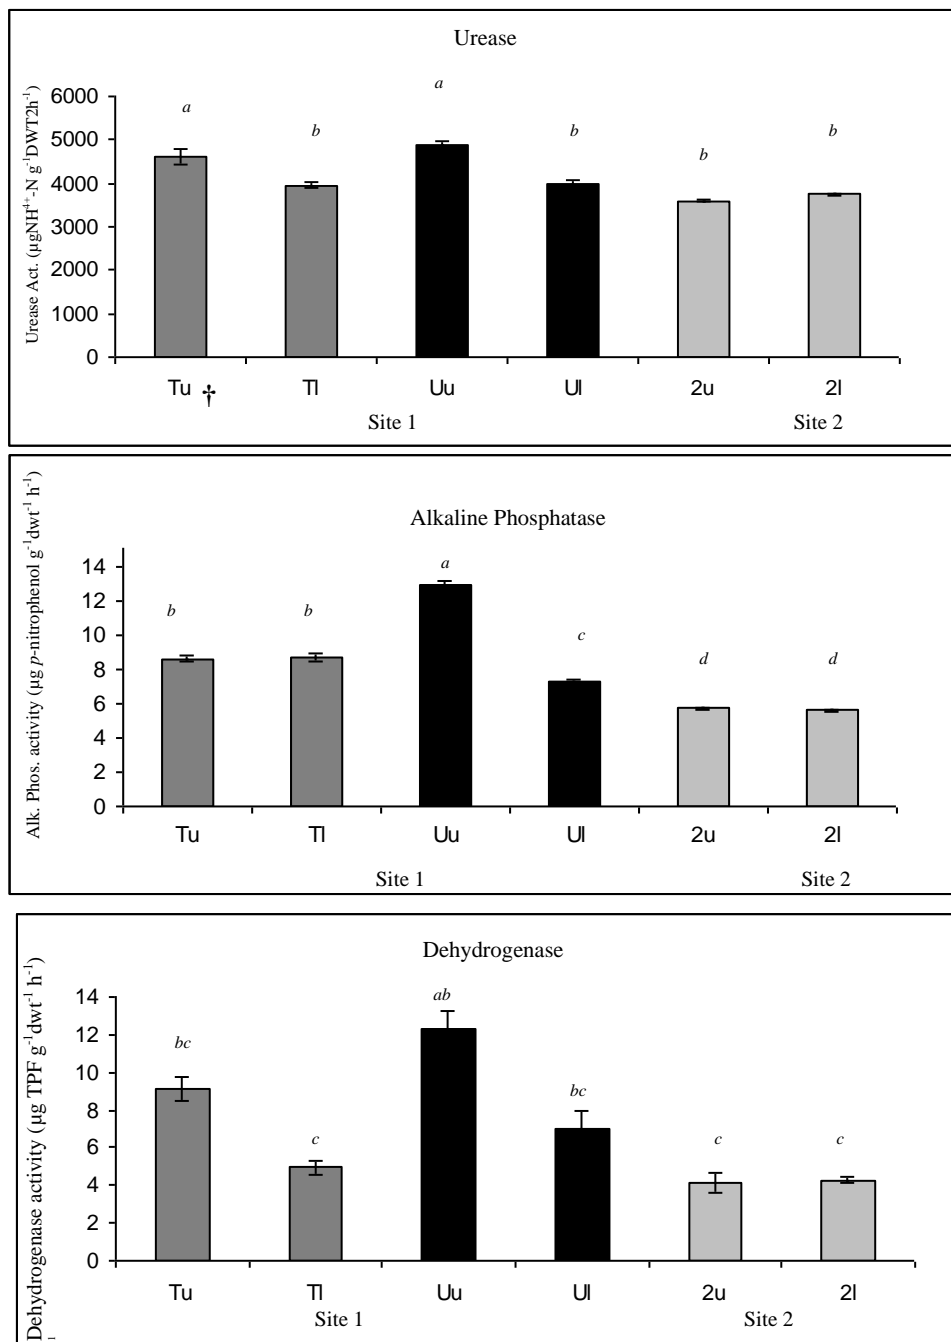 Urease
Urease Act. (µgNH⁴⁺-N g⁻¹DWT2h⁻¹)
6000
5000
4000
3000
2000
1000
0
a
b
a
b
b
b
Tu † Tl Uu Ul 2u 2l
Site 1 Site 2
Alkaline Phosphatase
Alk. Phos. activity (µg p-nitrophenol g⁻¹dwt⁻¹ h⁻¹)
14
12
10
8
6
4
2
0
b
b
a
c
d
d
Tu Tl Uu Ul 2u 2l
Site 1 Site 2
Dehydrogenase
Dehydrogenase activity (µg TPF g⁻¹dwt⁻¹ h⁻¹)
1
14
12
10
8
6
4
2
0
bc
c
ab
bc
c
c
Tu Tl Uu Ul 2u 2l
Site 1 Site 2